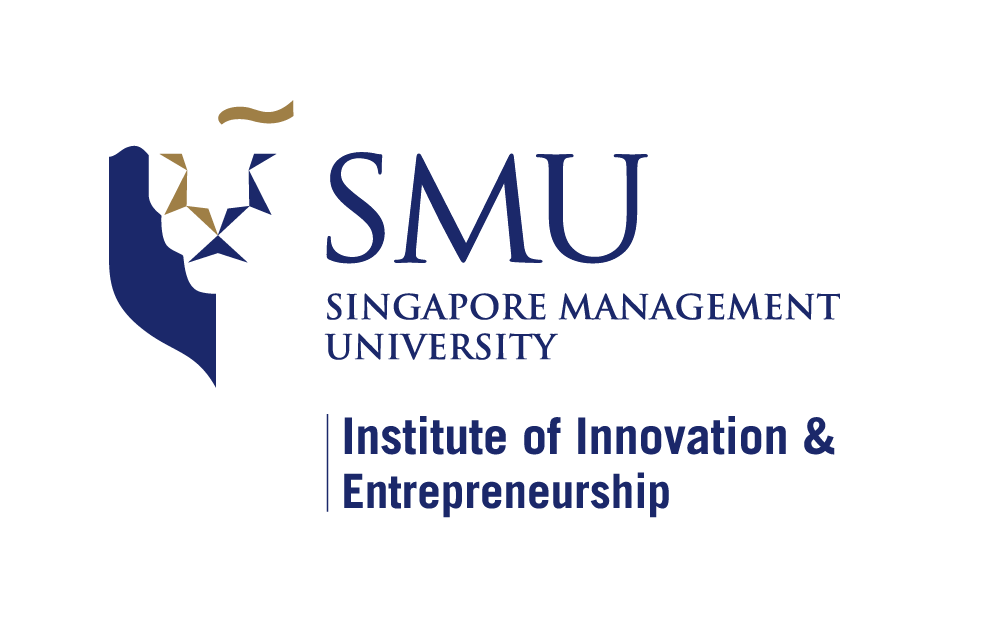 SMU
SINGAPORE MANAGEMENT
UNIVERSITY
Institute of Innovation &
Entrepreneurship